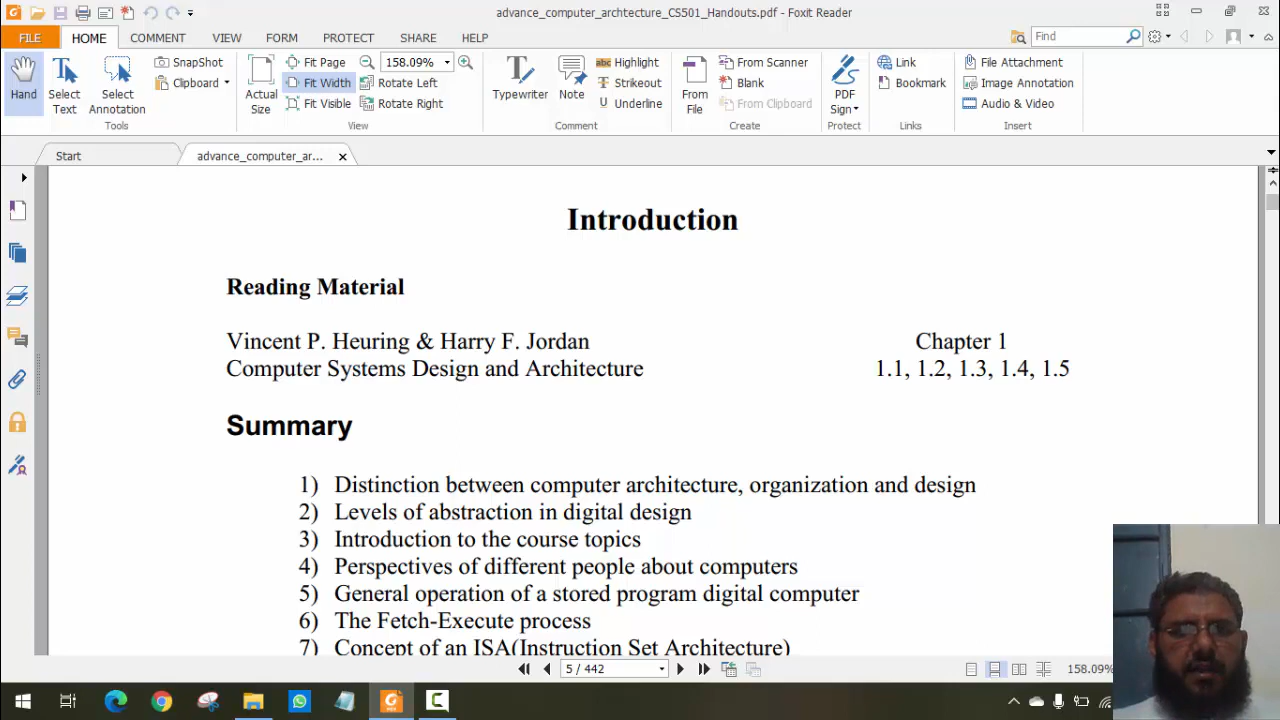 advance_computer_archtecture_CS501_Handouts.pdf - Foxit Reader
FILE HOME COMMENT VIEW FORM PROTECT SHARE HELP Find
Hand
Select Text
Select Annotation
SnapShot
Clipboard
Tools
Actual Size
Fit Page
Fit Width
Fit Visible
158.09%
Rotate Left
Rotate Right
View
Typewriter
Note
Highlight
Strikeout
Underline
Comment
From File
From Scanner
Blank
From Clipboard
Create
PDF Sign
Protect
Link
Bookmark
Links
File Attachment
Image Annotation
Audio & Video
Insert
Start advance_computer_ar...
Introduction
Reading Material
Vincent P. Heuring & Harry F. Jordan Chapter 1
Computer Systems Design and Architecture 1.1, 1.2, 1.3, 1.4, 1.5
Summary
1) Distinction between computer architecture, organization and design
2) Levels of abstraction in digital design
3) Introduction to the course topics
4) Perspectives of different people about computers
5) General operation of a stored program digital computer
6) The Fetch-Execute process
7) Concept of an ISA(Instruction Set Architecture)
5 / 442 158.09%